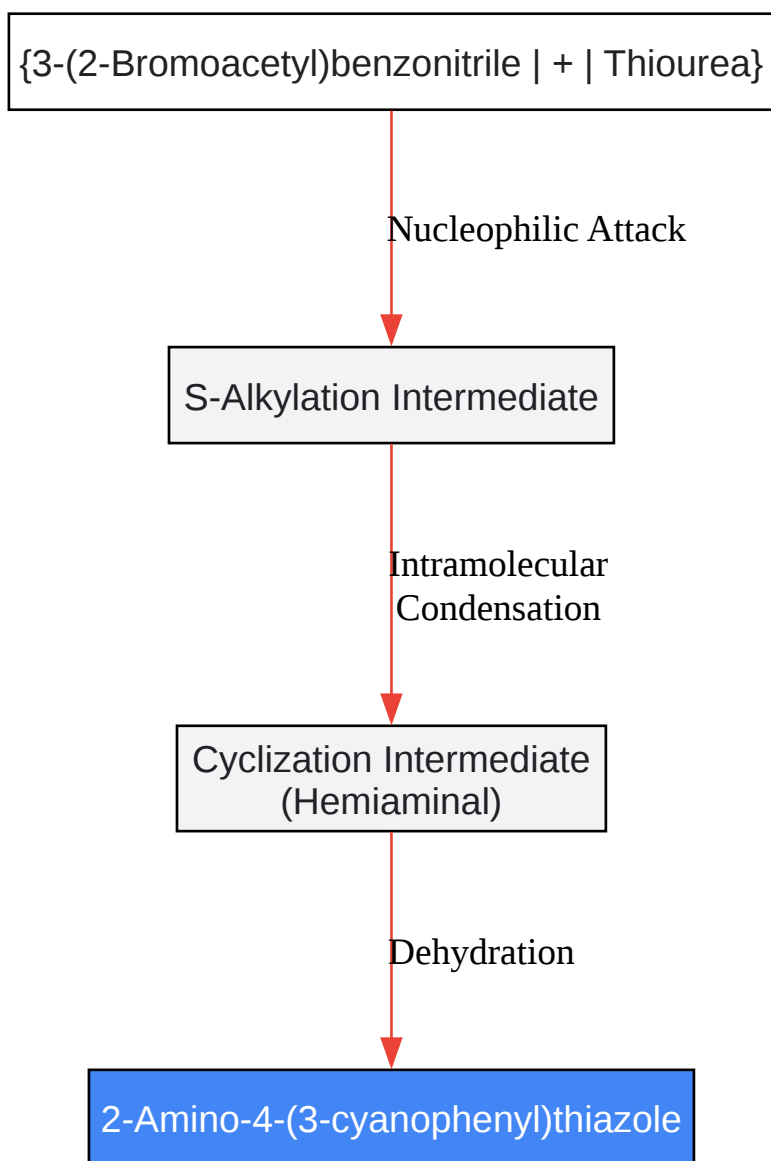 {3-(2-Bromoacetyl)benzonitrile | + | Thiourea}
Nucleophilic Attack
S-Alkylation Intermediate
Intramolecular
Condensation
Cyclization Intermediate
(Hemiaminal)
Dehydration
2-Amino-4-(3-cyanophenyl)thiazole